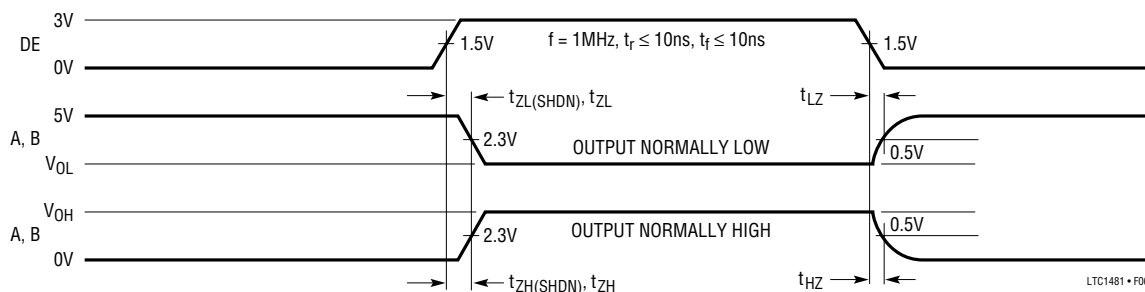 3V
DE
0V
1.5V
f = 1MHz, tr ≤ 10ns, tf ≤ 10ns
1.5V
tZL(SHDN), tZL
tLZ
5V
A, B
VOL
2.3V
OUTPUT NORMALLY LOW
0.5V
VOH
A, B
0V
2.3V
OUTPUT NORMALLY HIGH
0.5V
tZH(SHDN), tZH
tHZ
LTC1481 •